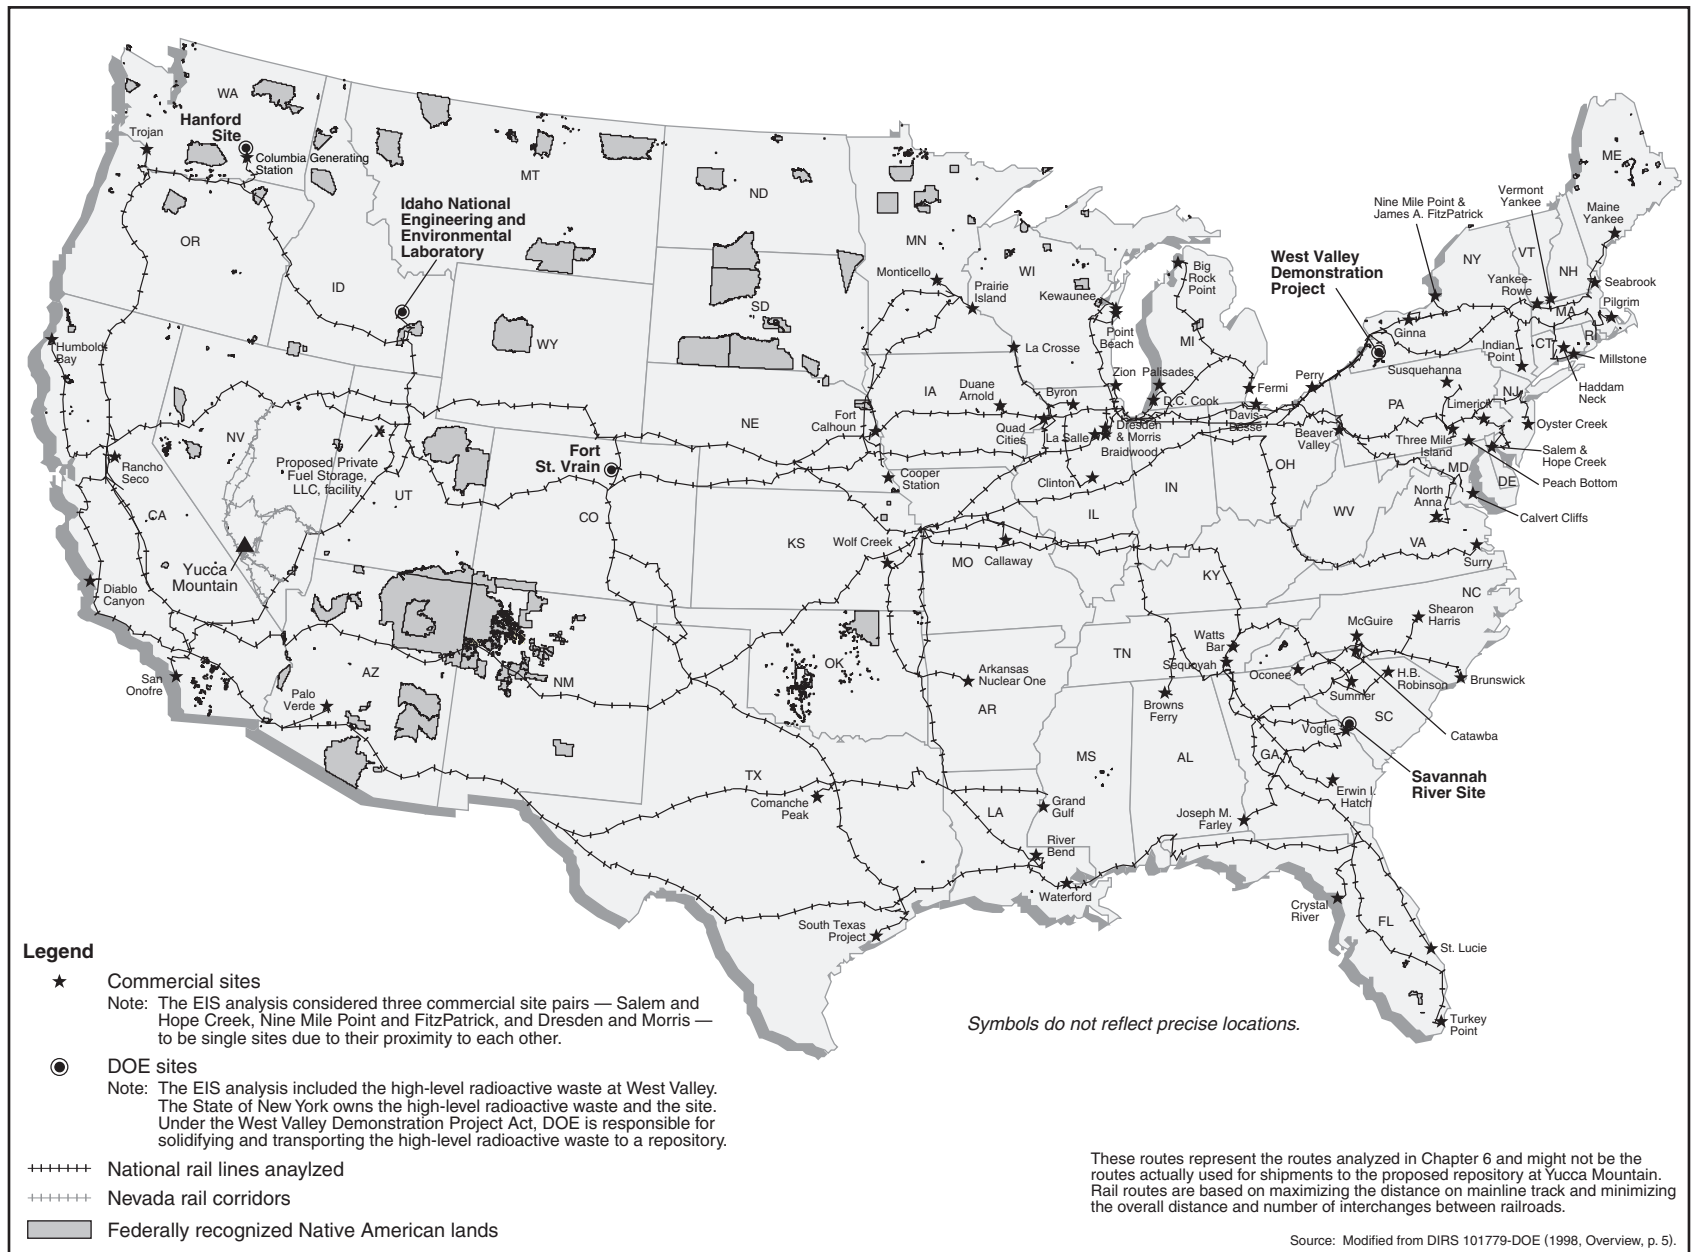 WA
Hanford
Site
Trojan
Columbia Generating
Station
MT
ND
OR
Idaho National
Engineering and
Environmental
Laboratory
ID
MN
WI
SD
WY
Monticello
Prairie
Island
Kewaunee
Big
Rock
Point
Point
Beach
MI
La Crosse
West Valley
Demonstration
Project
Nine Mile Point &
James A. FitzPatrick
Vermont
Yankee
ME
Maine
Yankee
NY
VT
NH
Yankee-
Rowe
Seabrook
Pilgrim
MA
RI
CT
Ginna
Indian
Point
Millstone
Haddam
Neck
Susquehanna
Humbolt
Bay
NE
IA
Duane
Arnold
Byron
Zion
Palisades
D.C. Cook
Fermi
Perry
Davis-
Besse
Fort
Calhoun
Quad
Cities
La Salle
Dresden
& Morris
Braidwood
Beaver
Valley
PA
Limerick
NJ
Oyster Creek
Three Mile
Island
Salem &
Hope Creek
Peach Bottom
MD
DE
Calvert Cliffs
NV
Rancho
Seco
Proposed Private
Fuel Storage,
LLC, facility
UT
Fort
St. Vrain
Cooper
Station
Clinton
IN
OH
IL
WV
North
Anna
VA
Surry
CA
CO
KS
Wolf Creek
MO
Callaway
KY
Yucca
Mountain
Diablo
Canyon
NC
Shearon
Harris
McGuire
Watts
Bar
Sequoyah
TN
Oconee
H.B.
Robinson
Brunswick
Summer
SC
Catawba
San
Onofre
AZ
Palo
Verde
NM
OK
Arkansas
Nuclear One
AR
Browns
Ferry
Vogtle
GA
Savannah
River Site
MS
AL
TX
Comanche
Peak
LA
Grand
Gulf
Joseph M.
Farley
Erwin I.
Hatch
River
Bend
Waterford
South Texas
Project
Crystal
River
FL
St. Lucie
Turkey
Point
Symbols do not reflect precise locations.
Legend
Commercial sites
Note: The EIS analysis considered three commercial site pairs — Salem and
Hope Creek, Nine Mile Point and FitzPatrick, and Dresden and Morris —
to be single sites due to their proximity to each other.
DOE sites
Note: The EIS analysis included the high-level radioactive waste at West Valley.
The State of New York owns the high-level radioactive waste and the site.
Under the West Valley Demonstration Project Act, DOE is responsible for
solidifying and transporting the high-level radioactive waste to a repository.
National rail lines anaylzed
Nevada rail corridors
Federally recognized Native American lands
These routes represent the routes analyzed in Chapter 6 and might not be the
routes actually used for shipments to the proposed repository at Yucca Mountain.
Rail routes are based on maximizing the distance on mainline track and minimizing
the overall distance and number of interchanges between railroads.
Source: Modified from DIRS 101779-DOE (1998, Overview, p. 5).